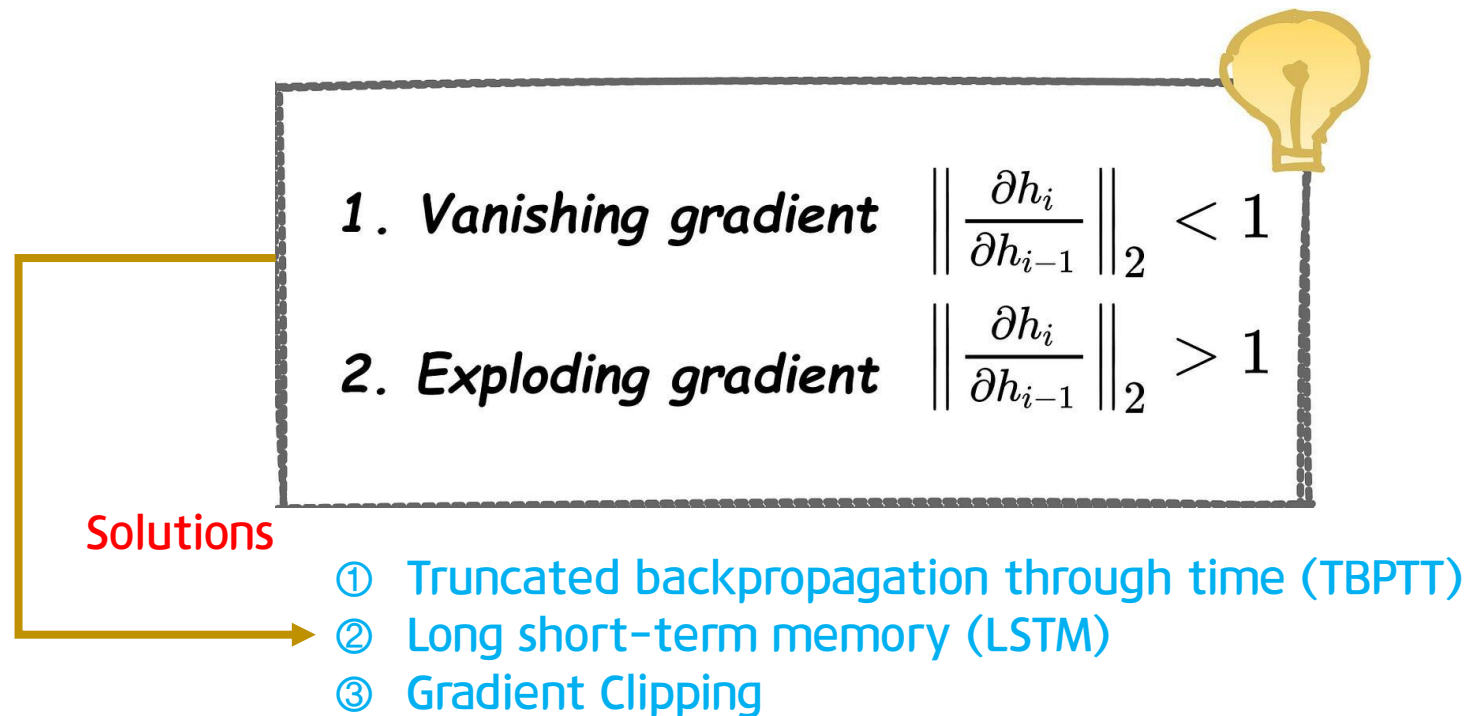 1. Vanishing gradient ‖∂h_i/∂h_{i−1}‖_2 < 1
2. Exploding gradient ‖∂h_i/∂h_{i−1}‖_2 > 1
Solutions
① Truncated backpropagation through time (TBPTT)
② Long short-term memory (LSTM)
③ Gradient Clipping